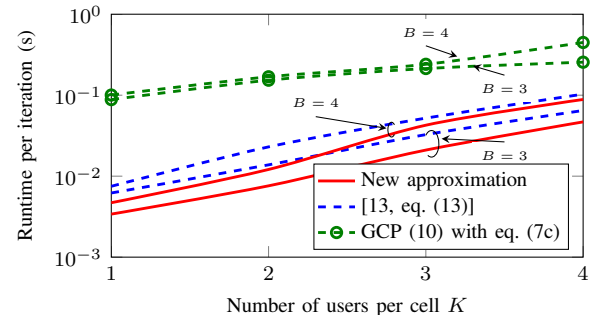 10^0
10^-1
10^-2
10^-3
Runtime per iteration (s)
B = 4
B = 3
B = 4
B = 3
New approximation
[13, eq. (13)]
GCP (10) with eq. (7c)
1 2 3 4
Number of users per cell K